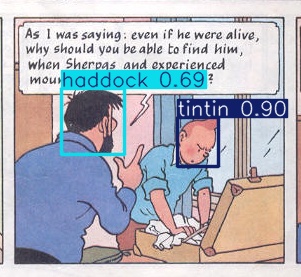 As I was saying: even if he were alive,
why should you be able to find him,
when Sherpas and experienced
haddock 0.69
?
tintin 0.90